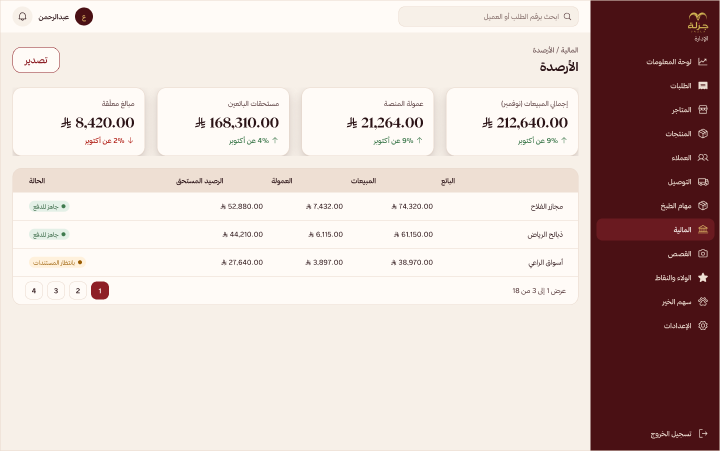 جزلة
الإدارة
لوحة المعلومات
الطلبات
المتاجر
المنتجات
العملاء
التوصيل
مهام الطبخ
المالية
القصص
الولاء والنقاط
سهم الخير
الإعدادات
تسجيل الخروج
ابحث برقم الطلب أو العميل
ع
عبدالرحمن
المالية / الأرصدة
الأرصدة
تصدير
إجمالي المبيعات (نوفمبر)
212,640.00
↑ 9% عن أكتوبر
عمولة المنصة
21,264.00
↑ 9% عن أكتوبر
مستحقات البائعين
168,310.00
↑ 4% عن أكتوبر
مبالغ معلّقة
8,420.00
↓ 2% عن أكتوبر
البائع المبيعات العمولة الرصيد المستحق الحالة
مجازر الفلاح 74,320.00 7,432.00 52,880.00 جاهز للدفع
ذبائح الرياض 61,150.00 6,115.00 44,210.00 جاهز للدفع
أسواق الراعي 38,970.00 3,897.00 27,640.00 بانتظار المستندات
عرض 1 إلى 3 من 18
1 2 3 4